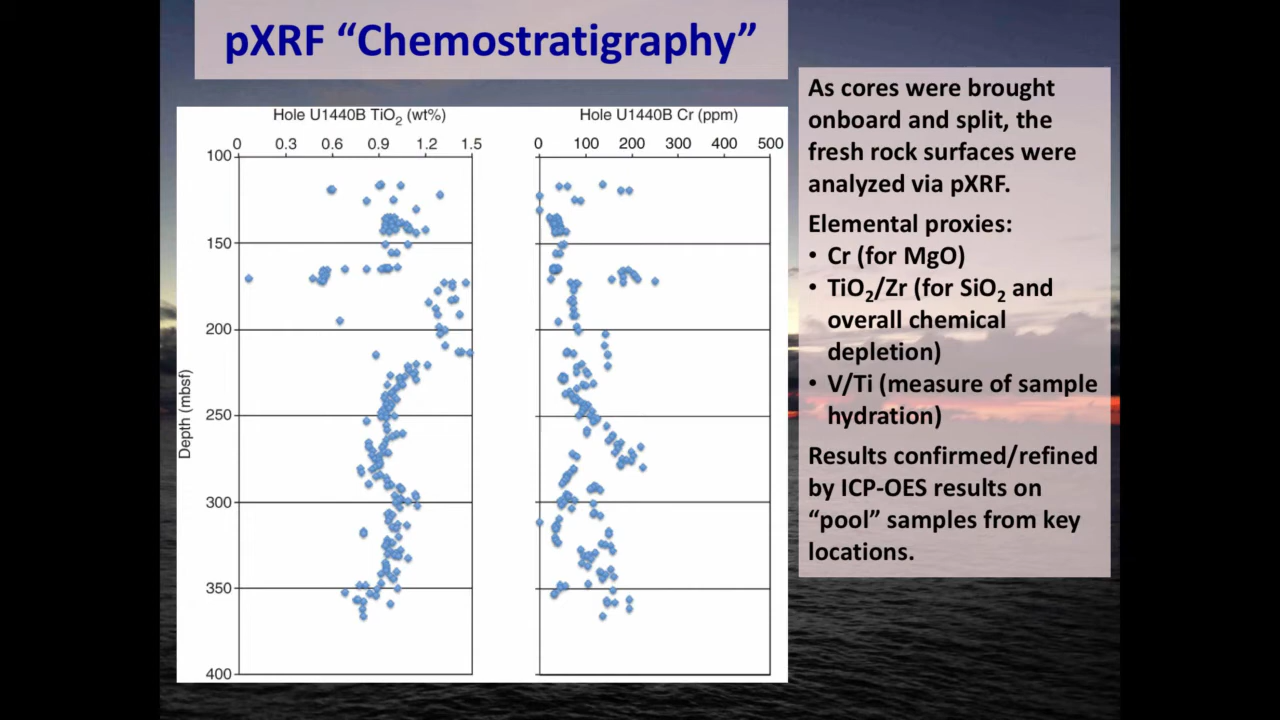 pXRF “Chemostratigraphy”
Hole U1440B TiO₂ (wt%)
0 0.3 0.6 0.9 1.2 1.5
Hole U1440B Cr (ppm)
0 100 200 300 400 500
Depth (mbsf)
100
150
200
250
300
350
400
As cores were brought
onboard and split, the
fresh rock surfaces were
analyzed via pXRF.
Elemental proxies:
• Cr (for MgO)
• TiO₂/Zr (for SiO₂ and
overall chemical
depletion)
• V/Ti (measure of sample
hydration)
Results confirmed/refined
by ICP-OES results on
“pool” samples from key
locations.